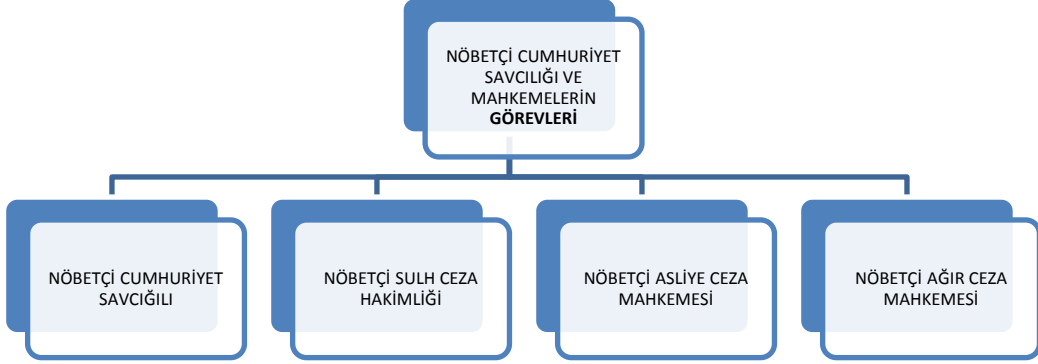 NÖBETÇİ CUMHURİYET
SAVCILIĞI VE
MAHKEMELERİN
GÖREVLERİ
NÖBETÇİ CUMHURİYET
SAVCIĞILI
NÖBETÇİ SULH CEZA
HAKİMLİĞİ
NÖBETÇİ ASLİYE CEZA
MAHKEMESİ
NÖBETÇİ AĞIR CEZA
MAHKEMESİ